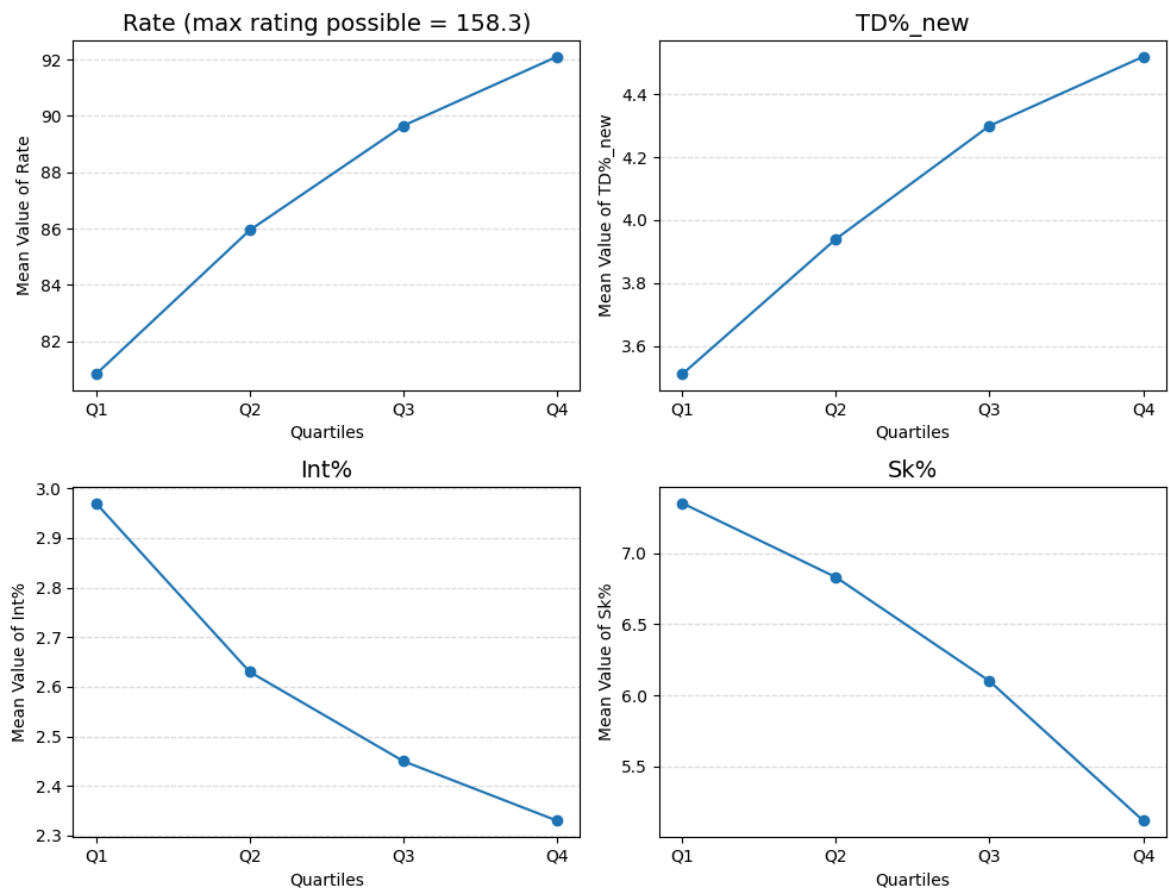 Rate (max rating possible = 158.3)
Mean Value of Rate
92
90
88
86
84
82
Q1 Q2 Q3 Q4
Quartiles
TD%_new
Mean Value of TD%_new
4.4
4.2
4.0
3.8
3.6
Q1 Q2 Q3 Q4
Quartiles
Int%
Mean Value of Int%
3.0
2.9
2.8
2.7
2.6
2.5
2.4
2.3
Q1 Q2 Q3 Q4
Quartiles
Sk%
Mean Value of Sk%
7.0
6.5
6.0
5.5
Q1 Q2 Q3 Q4
Quartiles